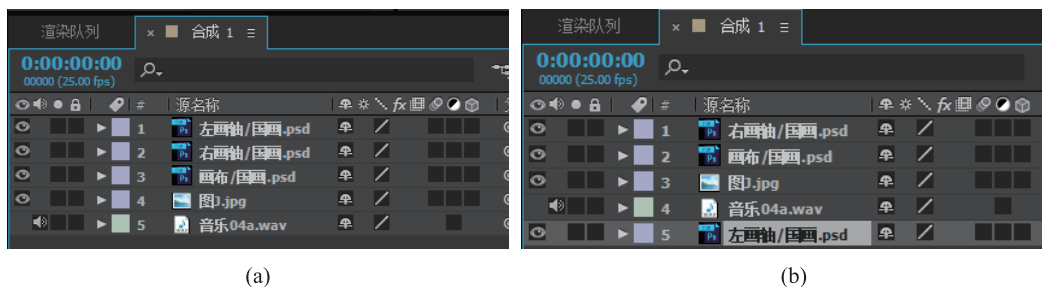 渲染队列 × 合成 1 ≡
0:00:00:00
00000 (25.00 fps)
# 源名称 fx
1 左画轴/国画.psd
2 右画轴/国画.psd
3 画布/国画.psd
4 图J.jpg
5 音乐04a.wav
(a)
渲染队列 × 合成 1 ≡
0:00:00:00
00000 (25.00 fps)
# 源名称 fx
1 右画轴/国画.psd
2 画布/国画.psd
3 图J.jpg
4 音乐04a.wav
5 左画轴/国画.psd
(b)